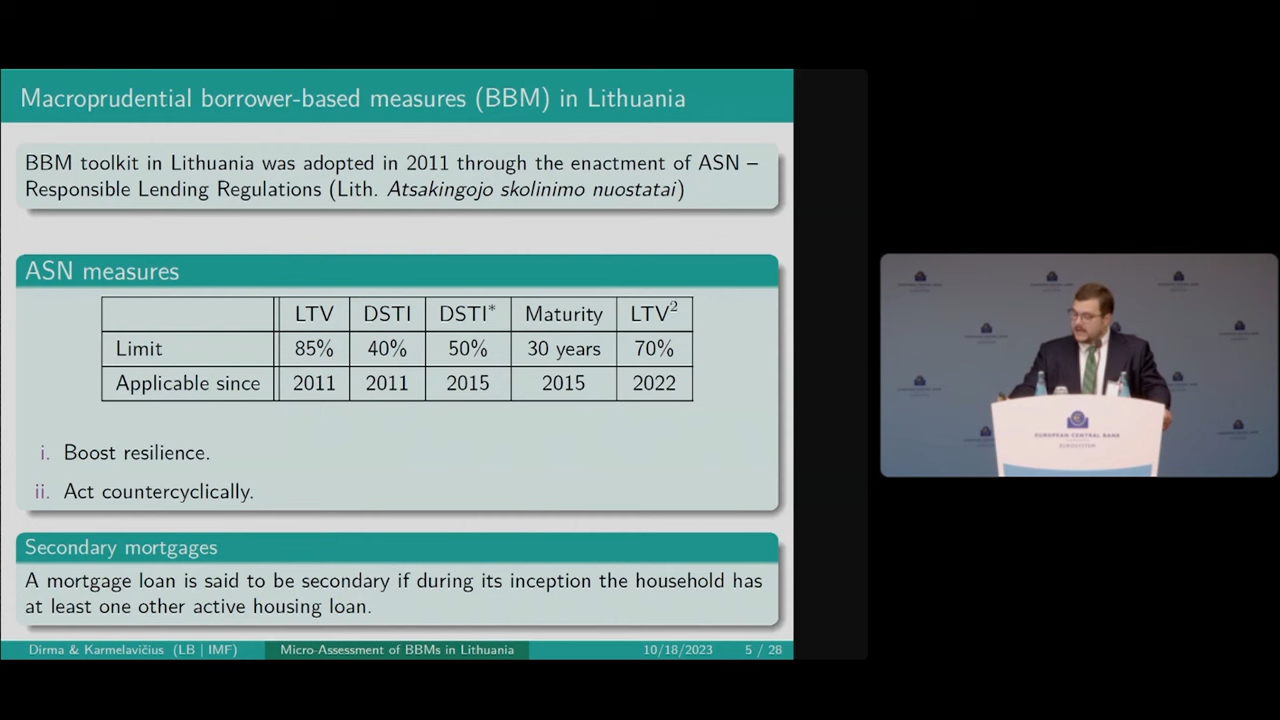 Macroprudential borrower-based measures (BBM) in Lithuania
BBM toolkit in Lithuania was adopted in 2011 through the enactment of ASN –
Responsible Lending Regulations (Lith. Atsakingojo skolinimo nuostatai)
ASN measures
LTV DSTI DSTI* Maturity LTV²
Limit 85% 40% 50% 30 years 70%
Applicable since 2011 2011 2015 2015 2022
i. Boost resilience.
ii. Act countercyclically.
Secondary mortgages
A mortgage loan is said to be secondary if during its inception the household has
at least one other active housing loan.
Dirma & Karmelavičius (LB | IMF) Micro-Assessment of BBMs in Lithuania 10/18/2023 5 / 28
EUROPEAN CENTRAL BANK
EUROSYSTEM